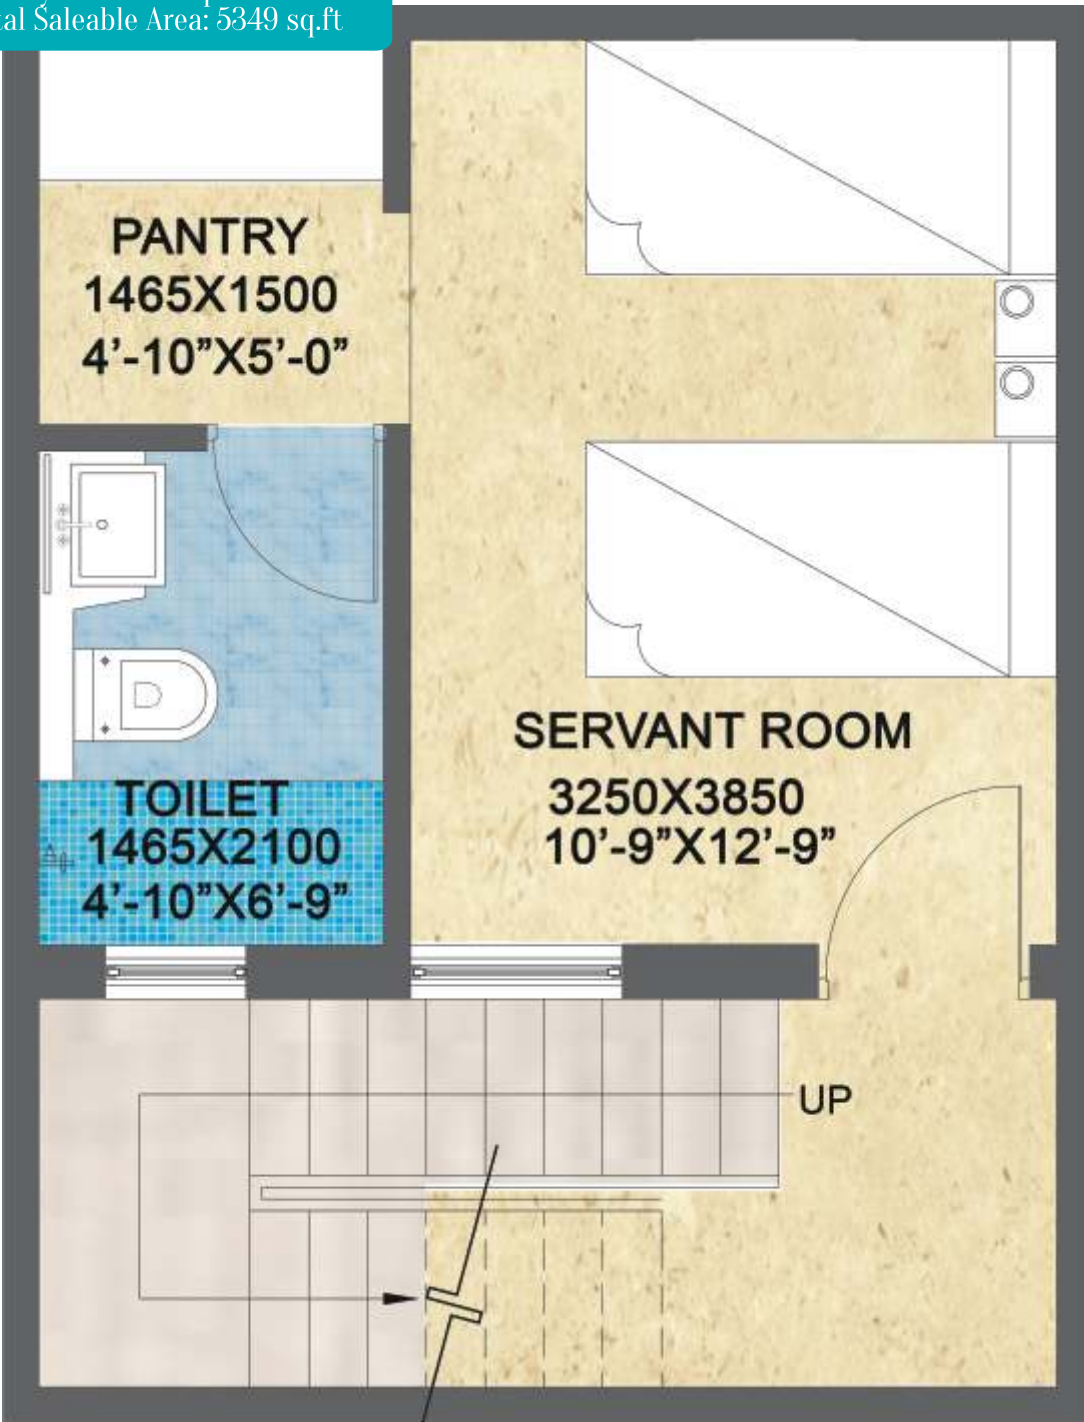 Saleable Area: 5349 sq.ft
PANTRY
1465X1500
4’-10”X5’-0”
SERVANT ROOM
3250X3850
10’-9”X12’-9”
TOILET
1465X2100
4’-10”X6’-9”
UP